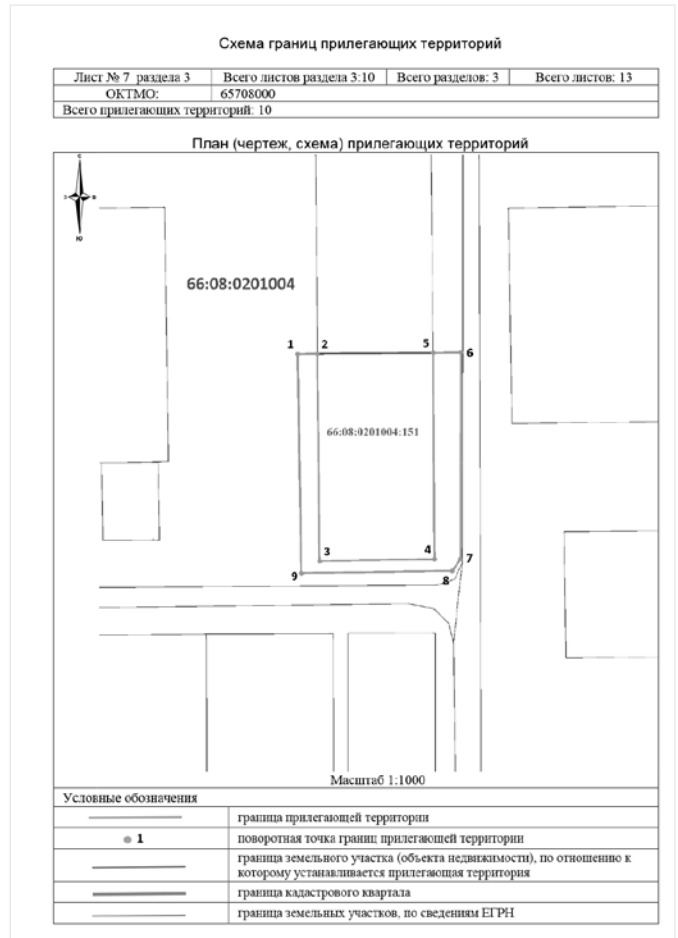 Схема границ прилегающих территорий
Лист № 7 раздела 3 Всего листов раздела 3:10 Всего разделов: 3 Всего листов: 13
ОКТМО: 65708000
Всего прилегающих территорий: 10
План (чертеж, схема) прилегающих территорий
С
З В
Ю
66:08:0201004
1 2 5 6
66:08:0201004:151
3 4 7
9 8
Масштаб 1:1000
Условные обозначения
граница прилегающей территории
1 поворотная точка границ прилегающей территории
граница земельного участка (объекта недвижимости), по отношению к
которому устанавливается прилегающая территория
граница кадастрового квартала
граница земельных участков, по сведениям ЕГРН